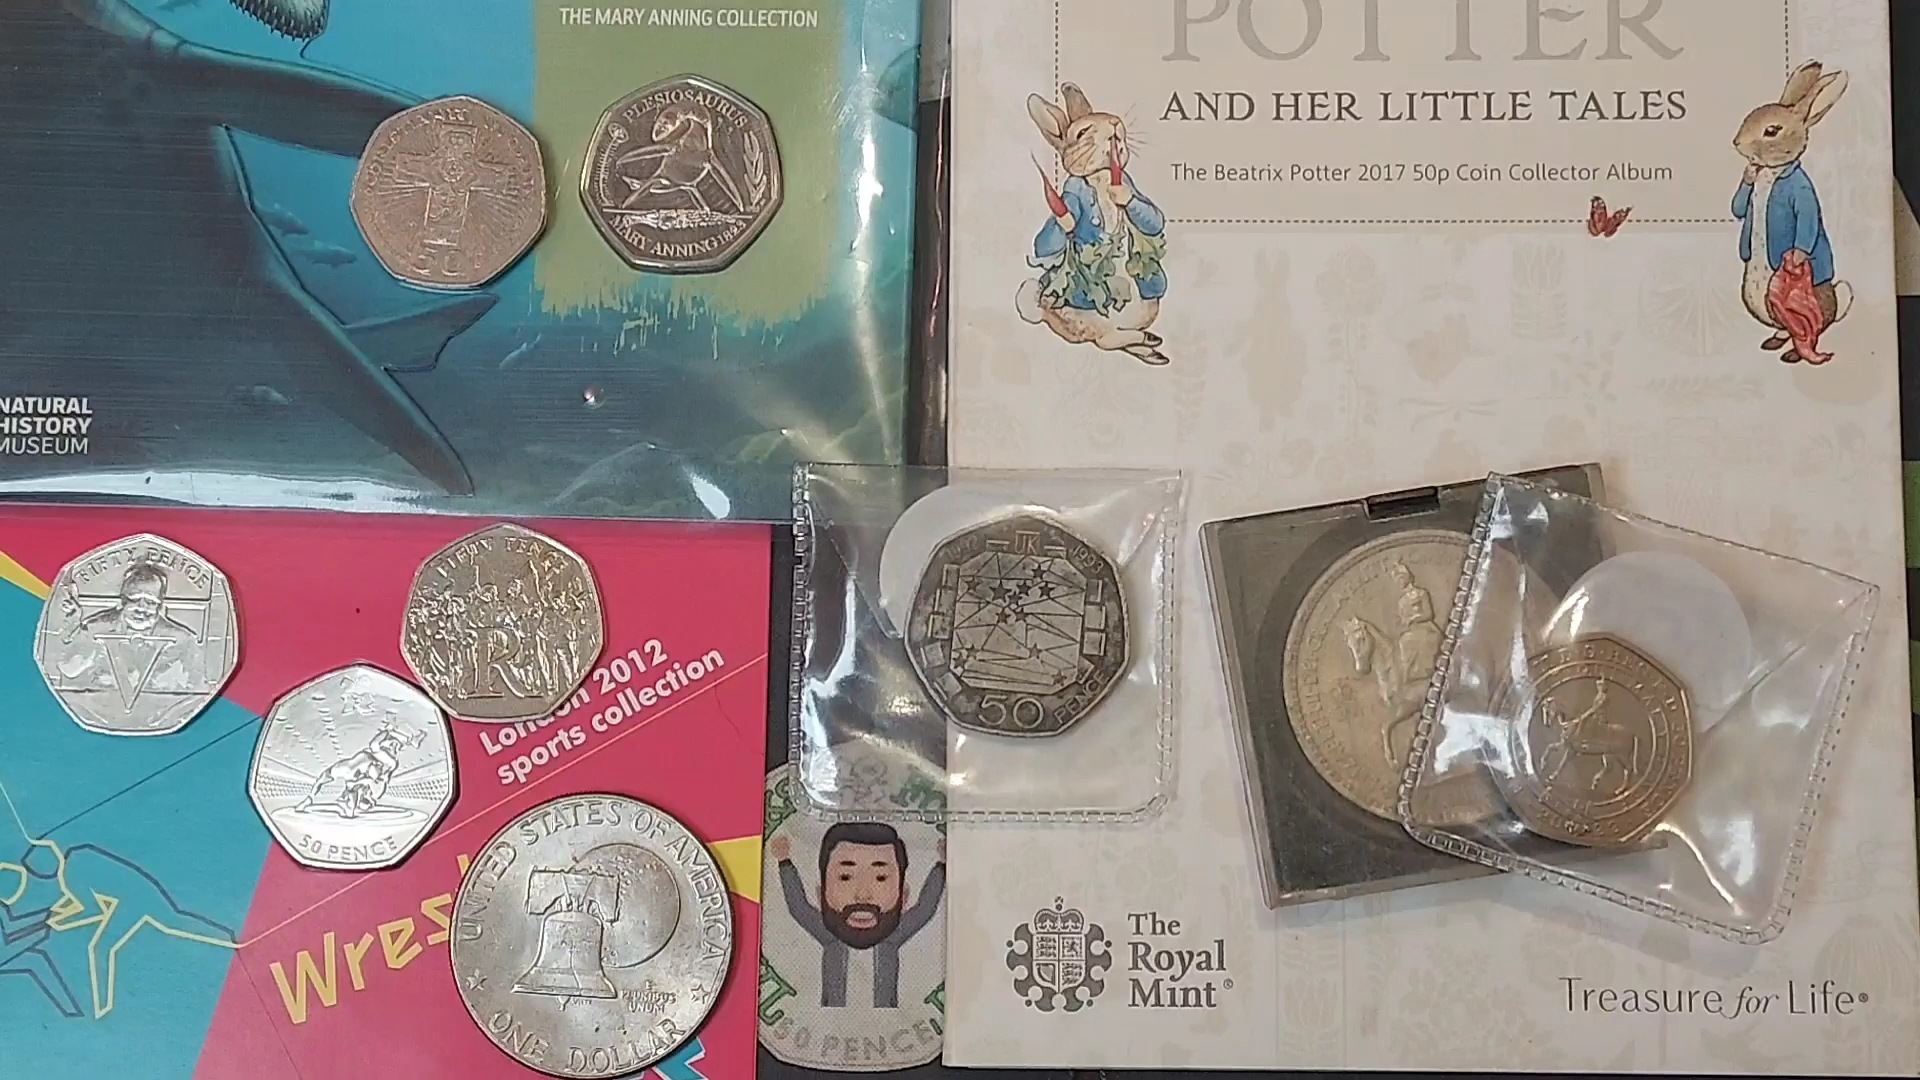 THE MARY ANNING COLLECTION
50
PLESIOSAURUS
MARY ANNING 1823
NATURAL
HISTORY
MUSEUM
POTTER
AND HER LITTLE TALES
The Beatrix Potter 2017 50p Coin Collector Album
FIFTY PENCE
V
FIFTY PENCE
R
London 2012
sports collection
50 PENCE
Wres
UNITED STATES OF AMERICA
E
PLURIBUS
UNUM
ONE DOLLAR
1992 UK 1993
50 PENCE
50 PENCE
The
Royal
Mint®
Treasure for Life®